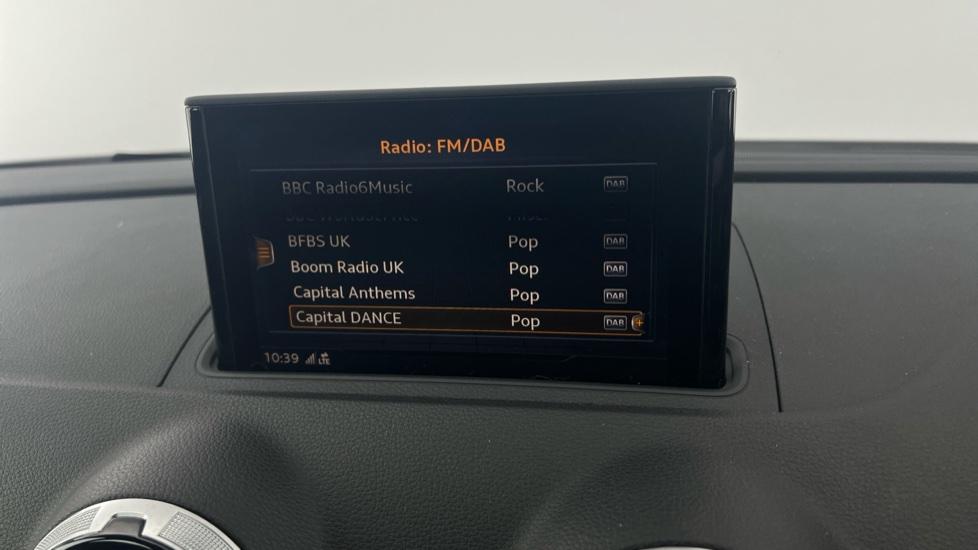 Radio: FM/DAB
BBC Radio6Music Rock DAB
BFBS UK Pop DAB
Boom Radio UK Pop DAB
Capital Anthems Pop DAB
Capital DANCE Pop DAB +
10:39 LTE